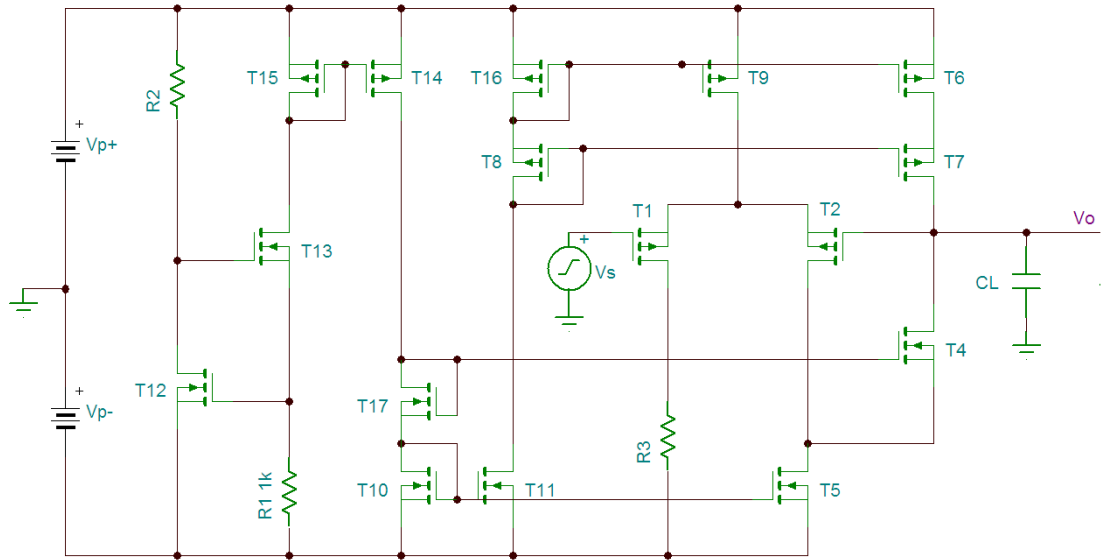 T15
T14
T16
T9
T6
R2
Vp+
T8
T7
T1
T2
Vo
T13
Vs
CL
T4
T12
T17
Vp-
R3
R1 1k
T10
T11
T5
+
+
+